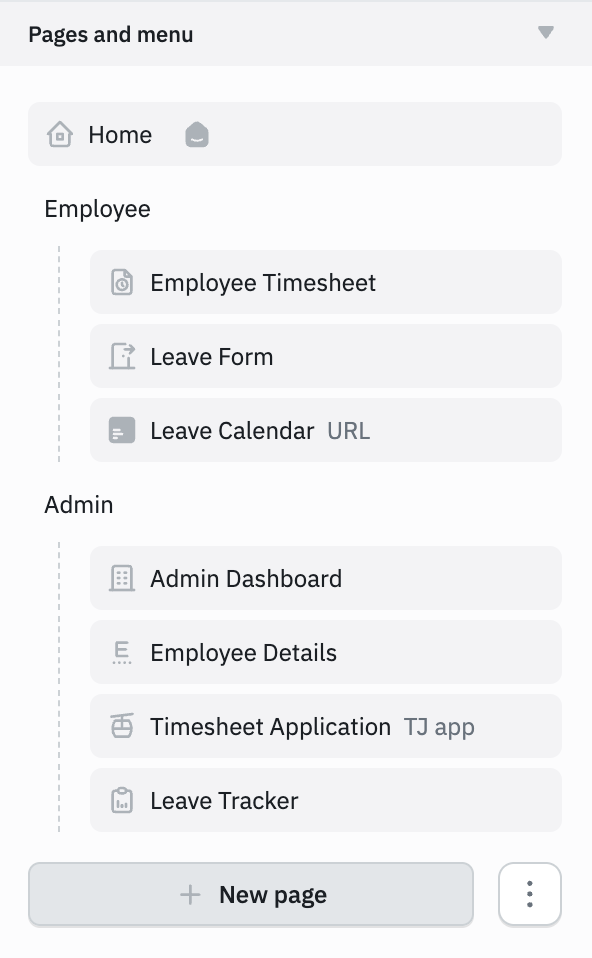 Pages and menu
Home
Employee
Employee Timesheet
Leave Form
Leave Calendar URL
Admin
Admin Dashboard
Employee Details
Timesheet Application TJ app
Leave Tracker
New page